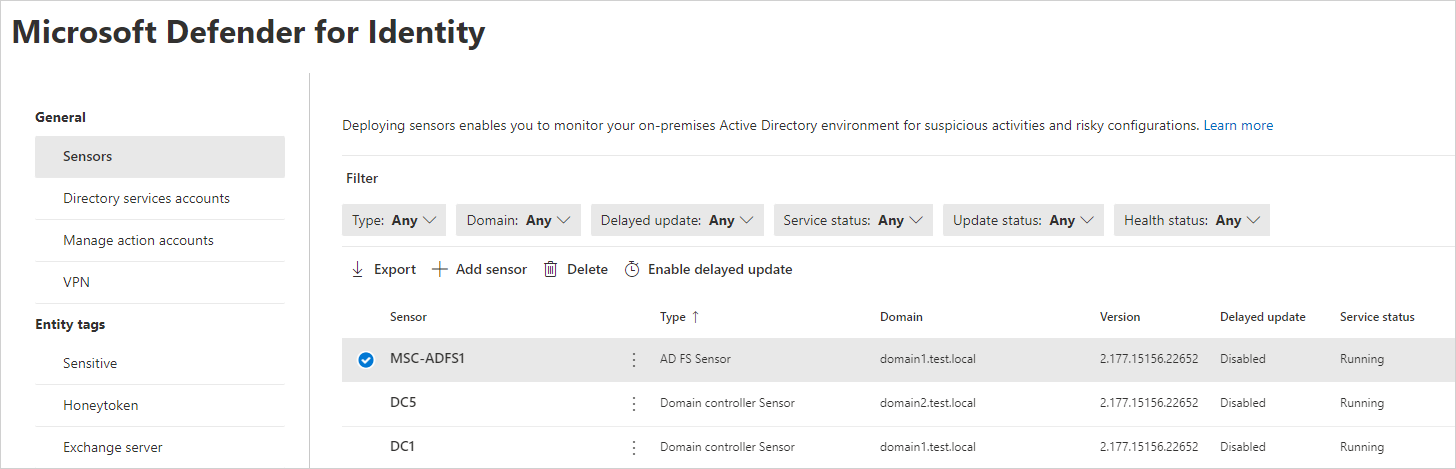 Microsoft Defender for Identity
General
Sensors
Directory services accounts
Manage action accounts
VPN
Entity tags
Sensitive
Honeytoken
Exchange server
Deploying sensors enables you to monitor your on-premises Active Directory environment for suspicious activities and risky configurations. Learn more
Filter
Type: Any Domain: Any Delayed update: Any Service status: Any Update status: Any Health status: Any
Export Add sensor Delete Enable delayed update
Sensor Type ↑ Domain Version Delayed update Service status
MSC-ADFS1 AD FS Sensor domain1.test.local 2.177.15156.22652 Disabled Running
DC5 Domain controller Sensor domain2.test.local 2.177.15156.22652 Disabled Running
DC1 Domain controller Sensor domain1.test.local 2.177.15156.22652 Disabled Running